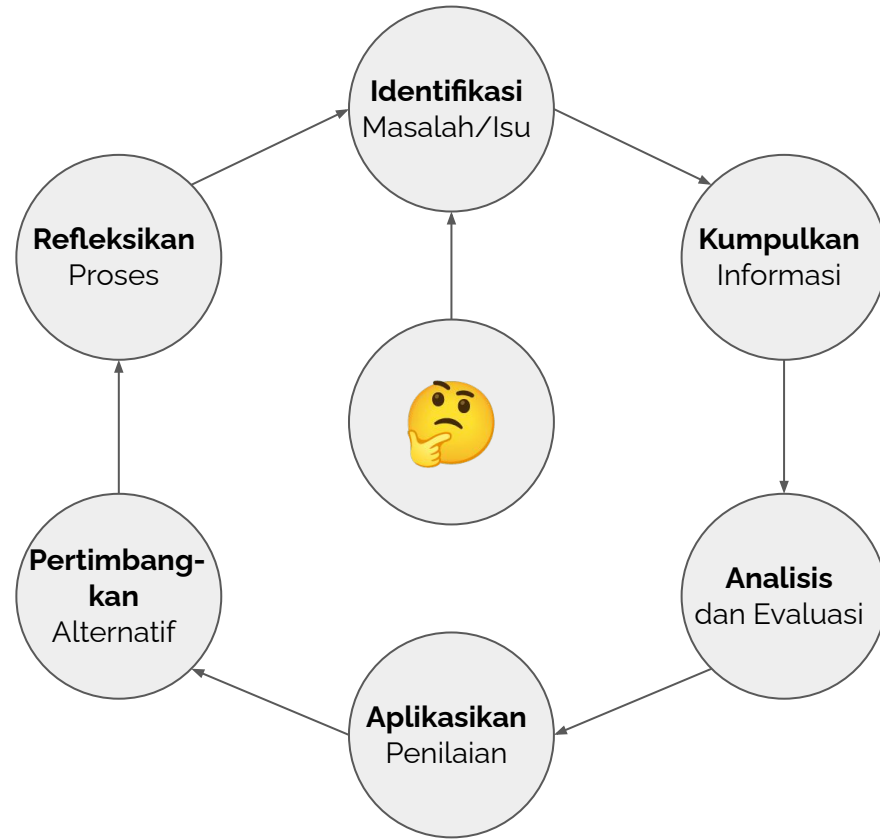 Identifikasi
Masalah/Isu
Kumpulkan
Informasi
Analisis
dan Evaluasi
Aplikasikan
Penilaian
Pertimbang-
kan
Alternatif
Refleksikan
Proses